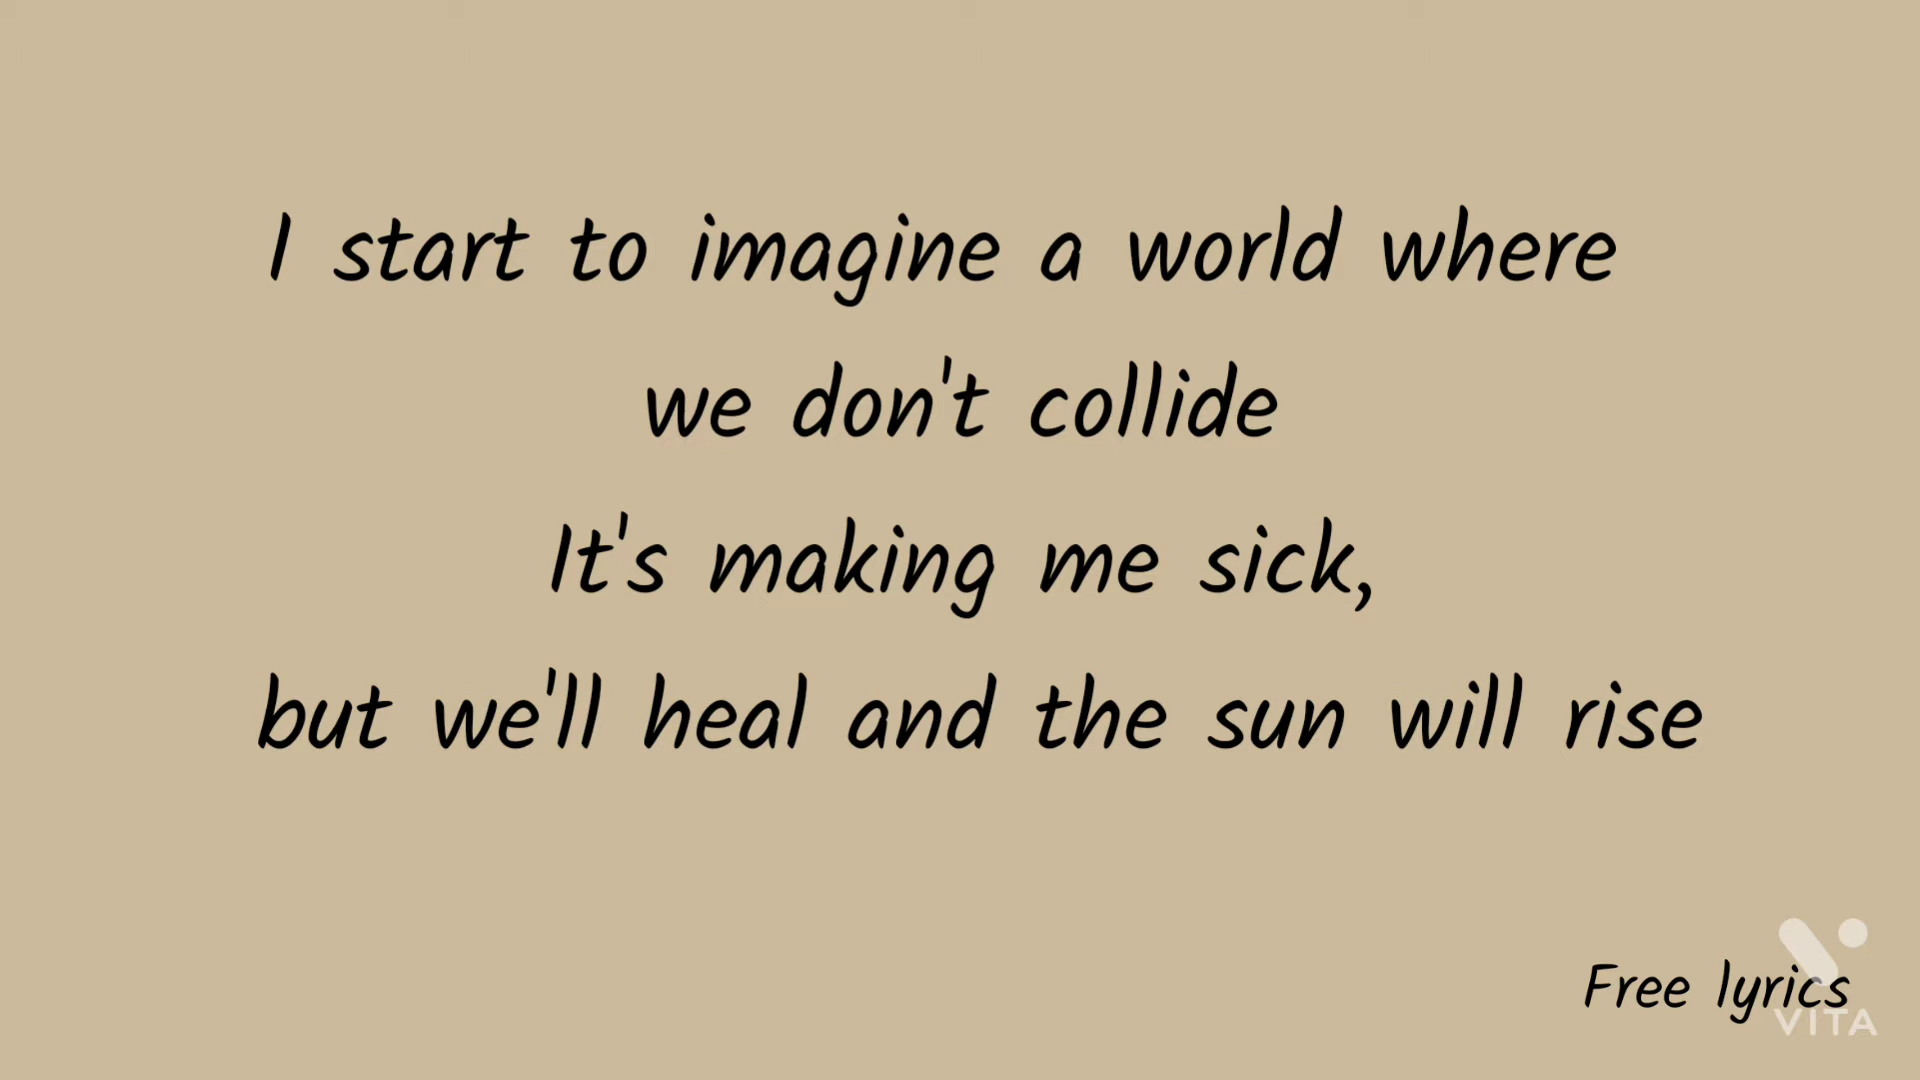 I start to imagine a world where
we don't collide
It's making me sick,
but we'll heal and the sun will rise
Free lyrics
VITA